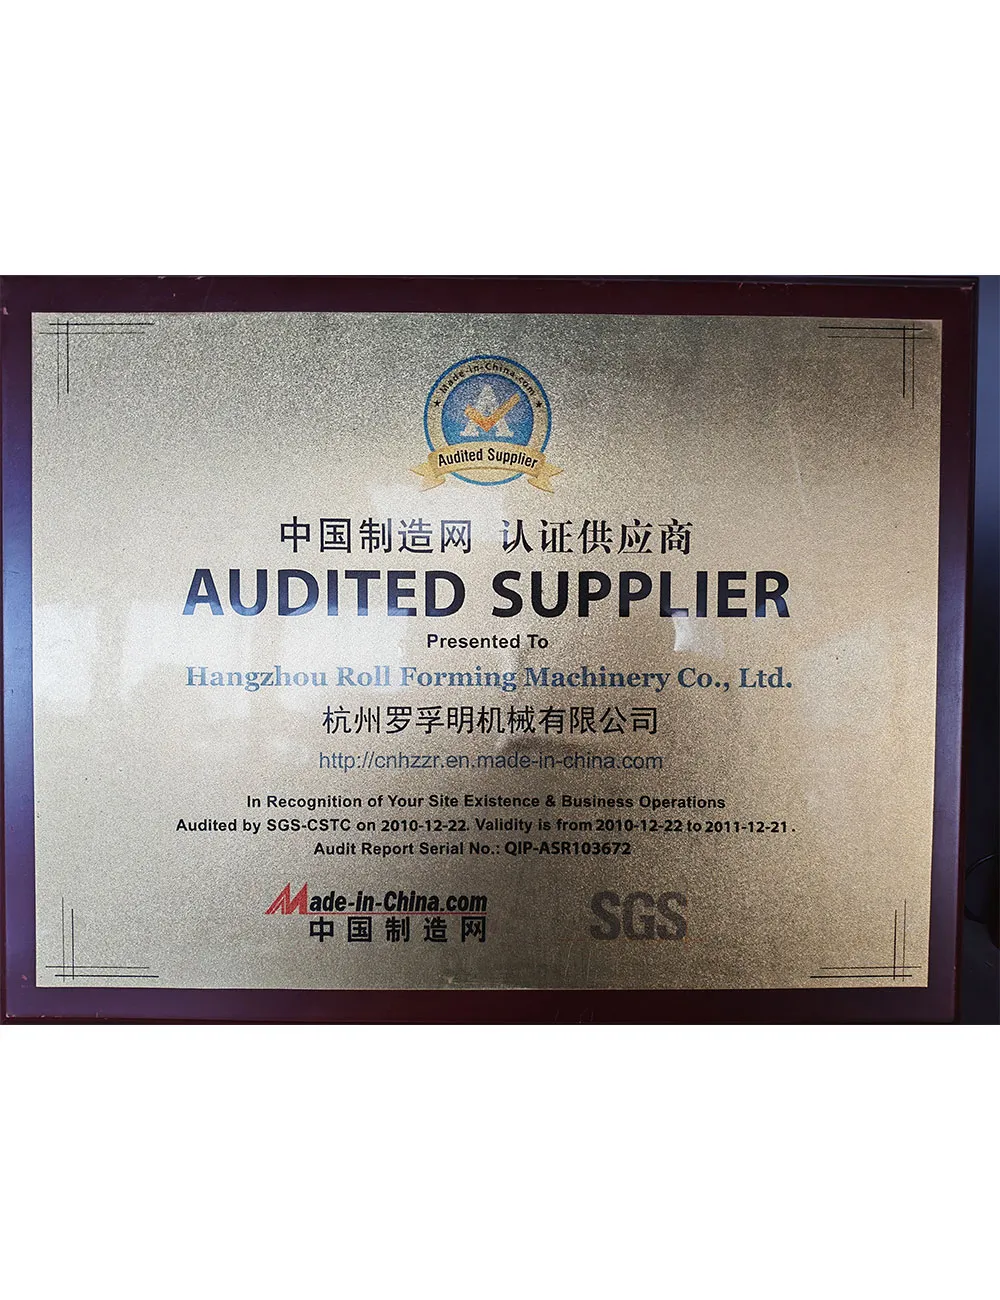 ★ Made-in-China.com ★
Audited Supplier
中国制造网 认证供应商
AUDITED SUPPLIER
Presented To
Hangzhou Roll Forming Machinery Co., Ltd.
杭州罗孚明机械有限公司
http://cnhzzr.en.made-in-china.com
In Recognition of Your Site Existence & Business Operations
Audited by SGS-CSTC on 2010-12-22. Validity is from 2010-12-22 to 2011-12-21 .
Audit Report Serial No.: QIP-ASR103672
Made-in-China.com
中国制造网
SGS